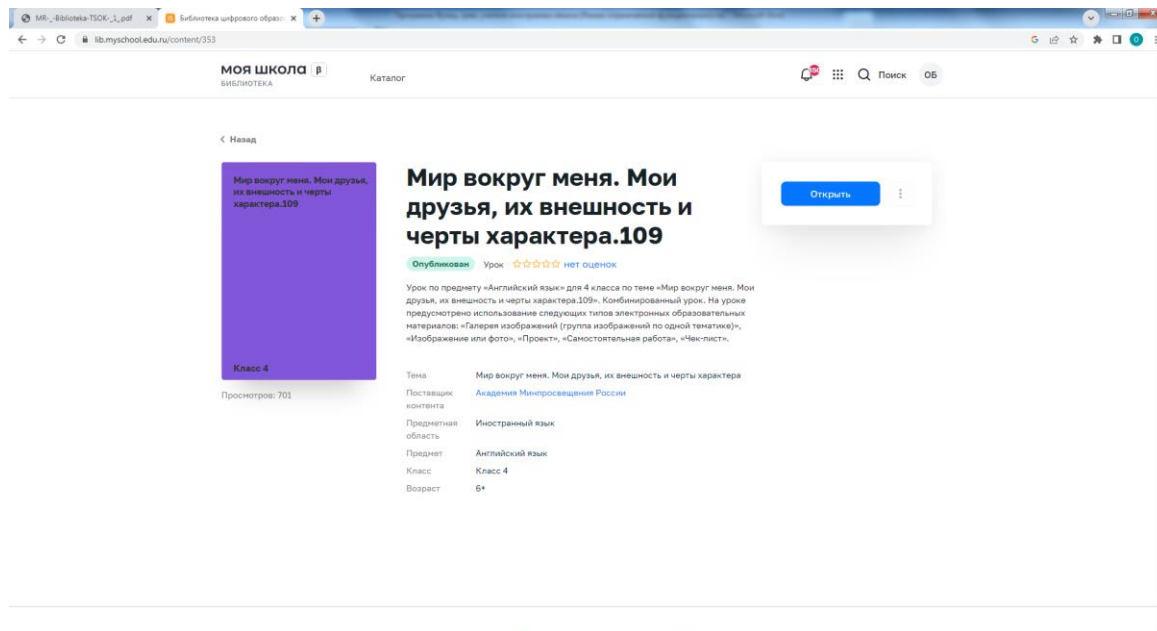 MR-_-Biblioteka-TSOK-_1_.pdf
Библиотека цифрового образо
lib.myschool.edu.ru/content/353
МОЯ ШКОЛА β
БИБЛИОТЕКА
Каталог
Поиск
ОБ
Назад
Мир вокруг меня. Мои друзья,
их внешность и черты
характера.109
Класс 4
Просмотров: 701
Мир вокруг меня. Мои
друзья, их внешность и
черты характера.109
Опубликован Урок нет оценок
Урок по предмету «Английский язык» для 4 класса по теме «Мир вокруг меня. Мои
друзья, их внешность и черты характера.109». Комбинированный урок. На уроке
предусмотрено использование следующих типов электронных образовательных
материалов: «Галерея изображений (группа изображений по одной тематике)»,
«Изображение или фото», «Проект», «Самостоятельная работа», «Чек-лист».
Тема Мир вокруг меня. Мои друзья, их внешность и черты характера
Поставщик Академия Минпросвещения России
контента
Предметная Иностранный язык
область
Предмет Английский язык
Класс Класс 4
Возраст 6+
Открыть